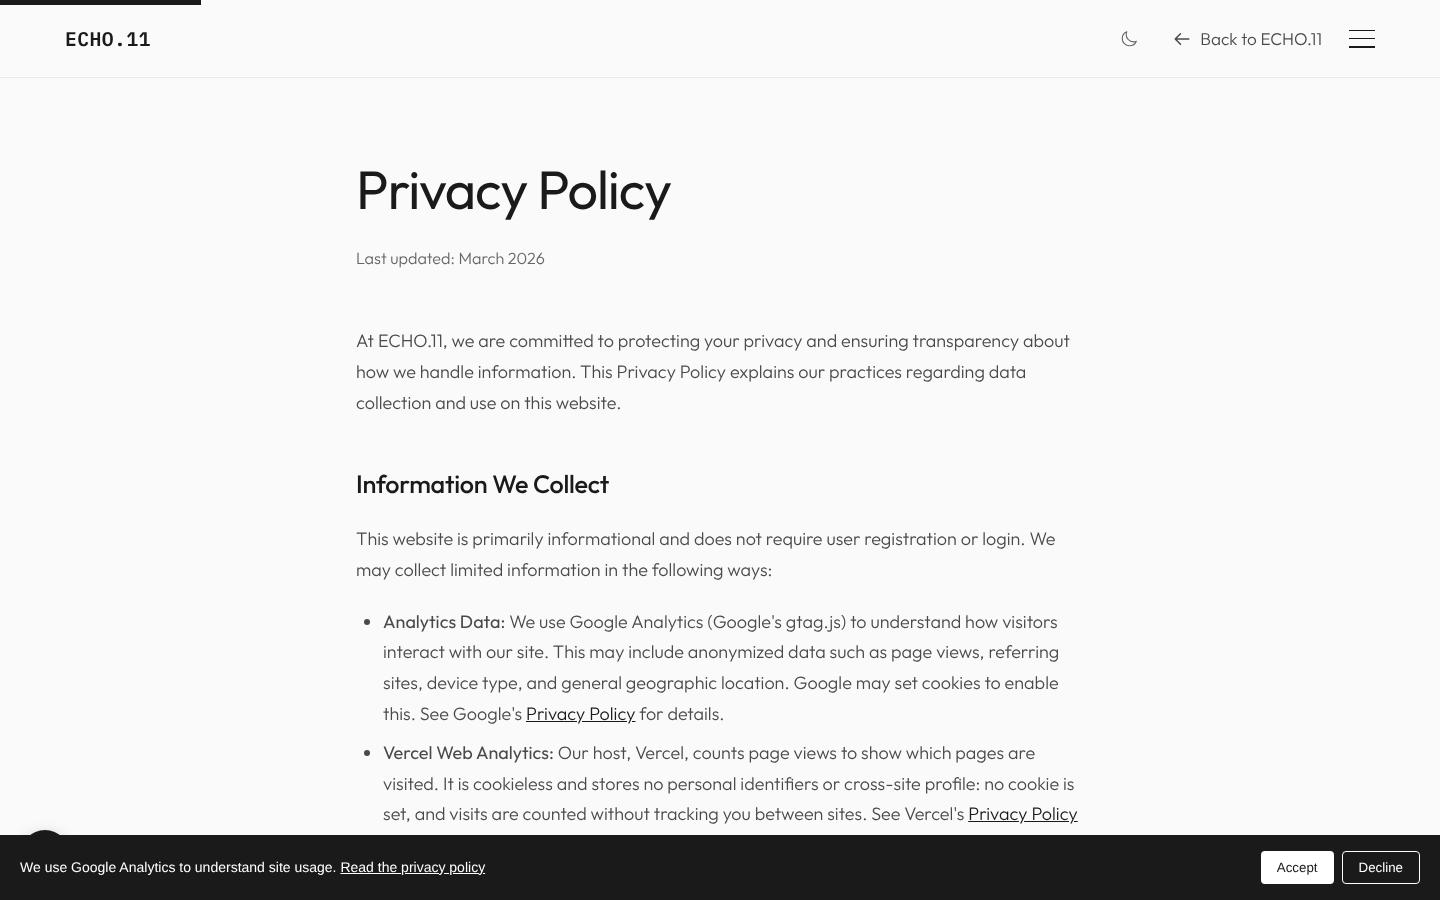 ECHO.11
Back to ECHO.11
Privacy Policy
Last updated: March 2026
At ECHO.11, we are committed to protecting your privacy and ensuring transparency about
how we handle information. This Privacy Policy explains our practices regarding data
collection and use on this website.
Information We Collect
This website is primarily informational and does not require user registration or login. We
may collect limited information in the following ways:
Analytics Data: We use Google Analytics (Google's gtag.js) to understand how visitors
interact with our site. This may include anonymized data such as page views, referring
sites, device type, and general geographic location. Google may set cookies to enable
this. See Google's Privacy Policy for details.
Vercel Web Analytics: Our host, Vercel, counts page views to show which pages are
visited. It is cookieless and stores no personal identifiers or cross-site profile: no cookie is
set, and visits are counted without tracking you between sites. See Vercel's Privacy Policy
We use Google Analytics to understand site usage. Read the privacy policy
Accept
Decline